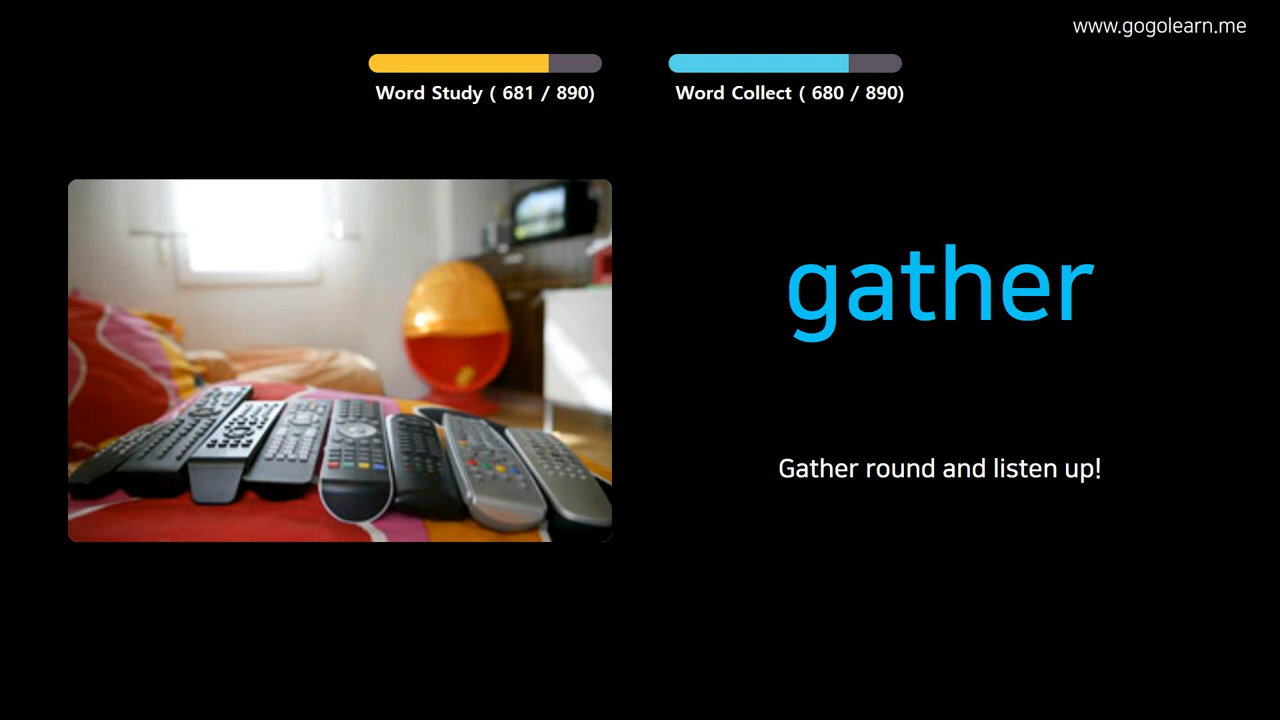 www.gogolearn.me
Word Study ( 681 / 890)
Word Collect ( 680 / 890)
gather
Gather round and listen up!